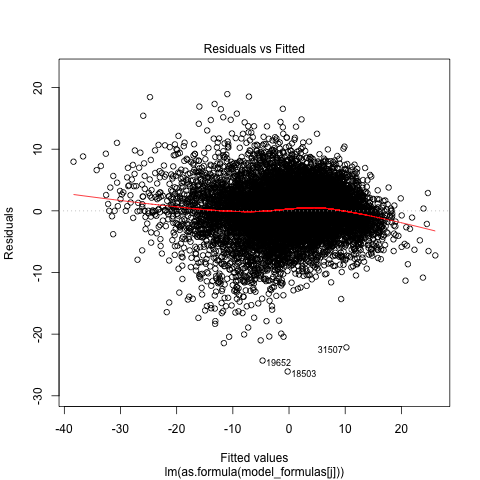 Residuals vs Fitted
Residuals
20
10
0
-10
-20
-30
31507
19652
18503
-40 -30 -20 -10 0 10 20
Fitted values
lm(as.formula(model_formulas[j]))